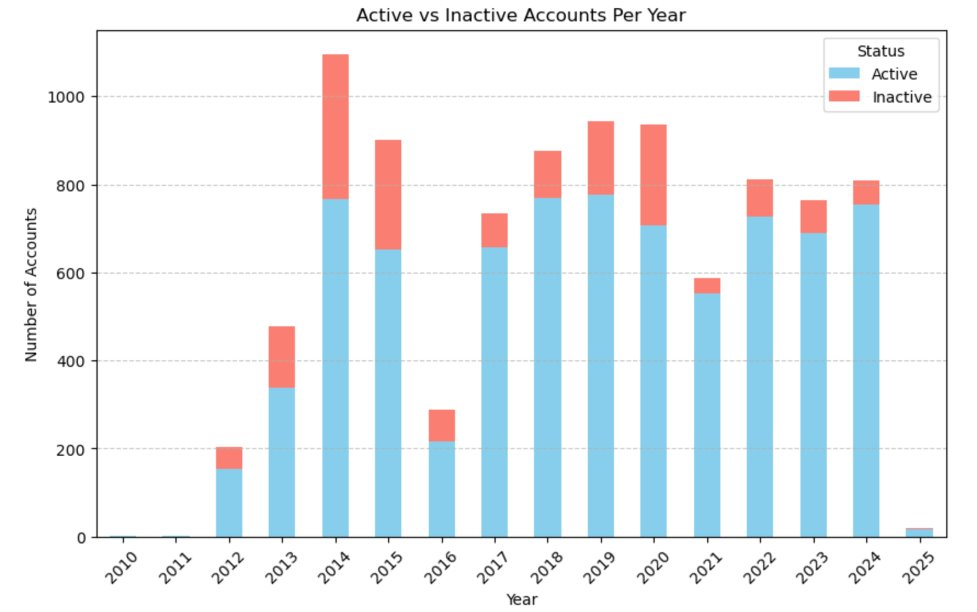 Active vs Inactive Accounts Per Year
Status
Active
Inactive
Number of Accounts
1000
800
600
400
200
0
2010 2011 2012 2013 2014 2015 2016 2017 2018 2019 2020 2021 2022 2023 2024 2025
Year